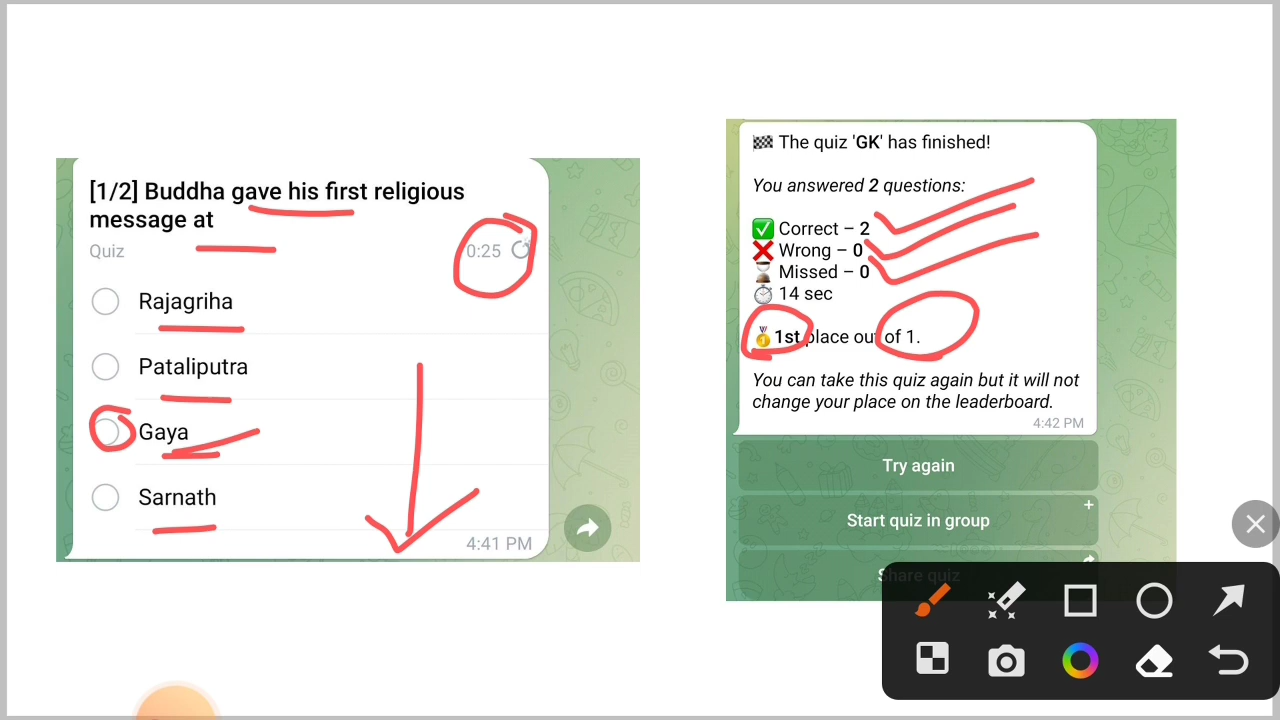 [1/2] Buddha gave his first religious
message at
Quiz
0:25
Rajagriha
Pataliputra
Gaya
Sarnath
4:41 PM
The quiz 'GK' has finished!
You answered 2 questions:
Correct – 2
Wrong – 0
Missed – 0
14 sec
1st place out of 1.
You can take this quiz again but it will not
change your place on the leaderboard.
4:42 PM
Try again
Start quiz in group
Share quiz